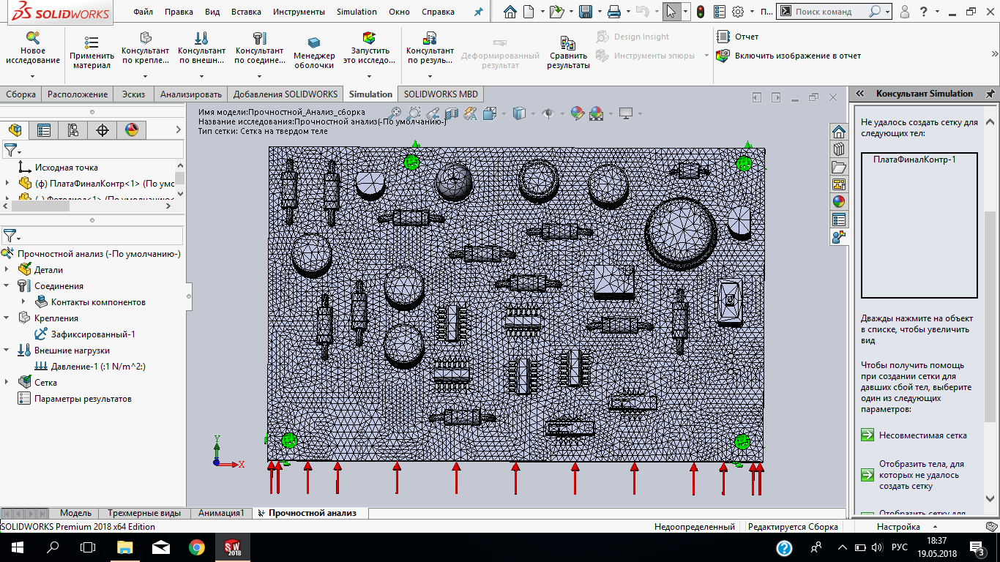 SOLIDWORKS
Файл Правка Вид Вставка Инструменты Simulation Окно Справка
П...
Поиск команд
Новое исследование
Применить материал
Консультант по крепле...
Консультант по внешн...
Консультант по соедине...
Менеджер оболочки
Запустить это исследо...
Консультант по резуль...
Деформированный результат
Сравнить результаты
Design Insight
Инструменты эпюры
Отчет
Включить изображение в отчет
Сборка Расположение Эскиз Анализировать Добавления SOLIDWORKS Simulation SOLIDWORKS MBD
Исходная точка
(ф) ПлатаФиналКонтр<1> (По умо
(-) Фотодиод<1> (По умолчанию<
Прочностной анализ (-По умолчанию-)
Детали
Соединения
Контакты компонентов
Крепления
Зафиксированный-1
Внешние нагрузки
Давление-1 (:1 N/m^2:)
Сетка
Параметры результатов
Имя модели:Прочностной_Анализ_сборка
Название исследования:Прочностной анализ(-По умолчанию-)
Тип сетки: Сетка на твердом теле
Y
X
Консультант Simulation
Не удалось создать сетку для
следующих тел:
ПлатаФиналКонтр-1
Дважды нажмите на объект
в списке, чтобы увеличить
вид
Чтобы получить помощь
при создании сетки для
давших сбой тел, выберите
один из следующих
параметров:
Несовместимая сетка
Отобразить тела, для
которых не удалось
создать сетку
Отобразить сетку для
Модель Трехмерные виды Анимация1 Прочностной анализ
SOLIDWORKS Premium 2018 x64 Edition
Недоопределенный Редактируется Сборка Настройка
SW
2018
РУС
18:37
19.05.2018
3